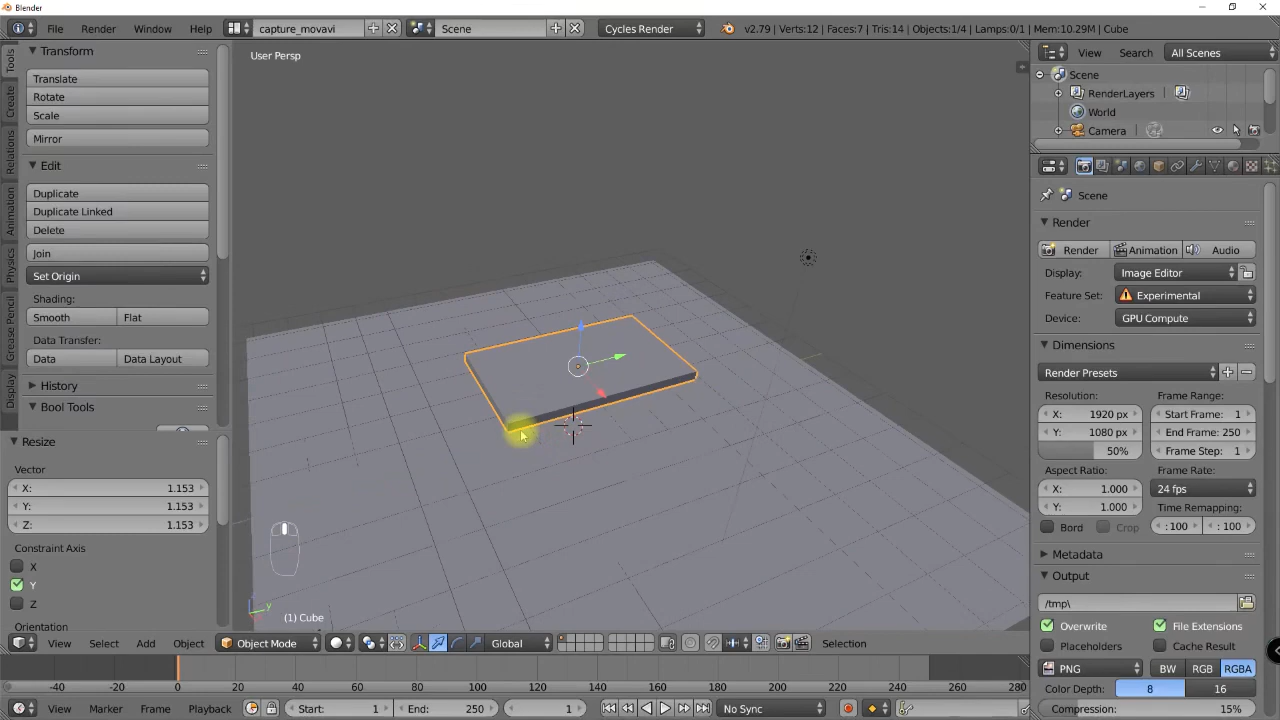 Blender
File Render Window Help capture_movavi Scene Cycles Render v2.79 | Verts:12 | Faces:7 | Tris:14 | Objects:1/4 | Lamps:0/1 | Mem:10.29M | Cube
Tools
Create
Relations
Animation
Physics
Grease Pencil
Display
Transform
Translate
Rotate
Scale
Mirror
Edit
Duplicate
Duplicate Linked
Delete
Join
Set Origin
Shading:
Smooth Flat
Data Transfer:
Data Data Layout
History
Bool Tools
Resize
Vector
X: 1.153
Y: 1.153
Z: 1.153
Constraint Axis
X
Y
Z
Orientation
User Persp
(1) Cube
y
View Select Add Object Object Mode Global Selection
View Search All Scenes
Scene
RenderLayers
World
Camera
Scene
Render
Render Animation Audio
Display: Image Editor
Feature Set: Experimental
Device: GPU Compute
Dimensions
Render Presets
Resolution: Frame Range:
X: 1920 px Start Frame: 1
Y: 1080 px End Frame: 250
50% Frame Step: 1
Aspect Ratio: Frame Rate:
X: 1.000 24 fps
Y: 1.000 Time Remapping:
Bord Crop : 100 : 100
Metadata
Output
/tmp\
Overwrite File Extensions
Placeholders Cache Result
PNG BW RGB RGBA
Color Depth: 8 16
Compression: 15%
-40 -20 0 20 40 60 80 100 120 140 160 180 200 220 240 260 280
View Marker Frame Playback Start: 1 End: 250 1 No Sync